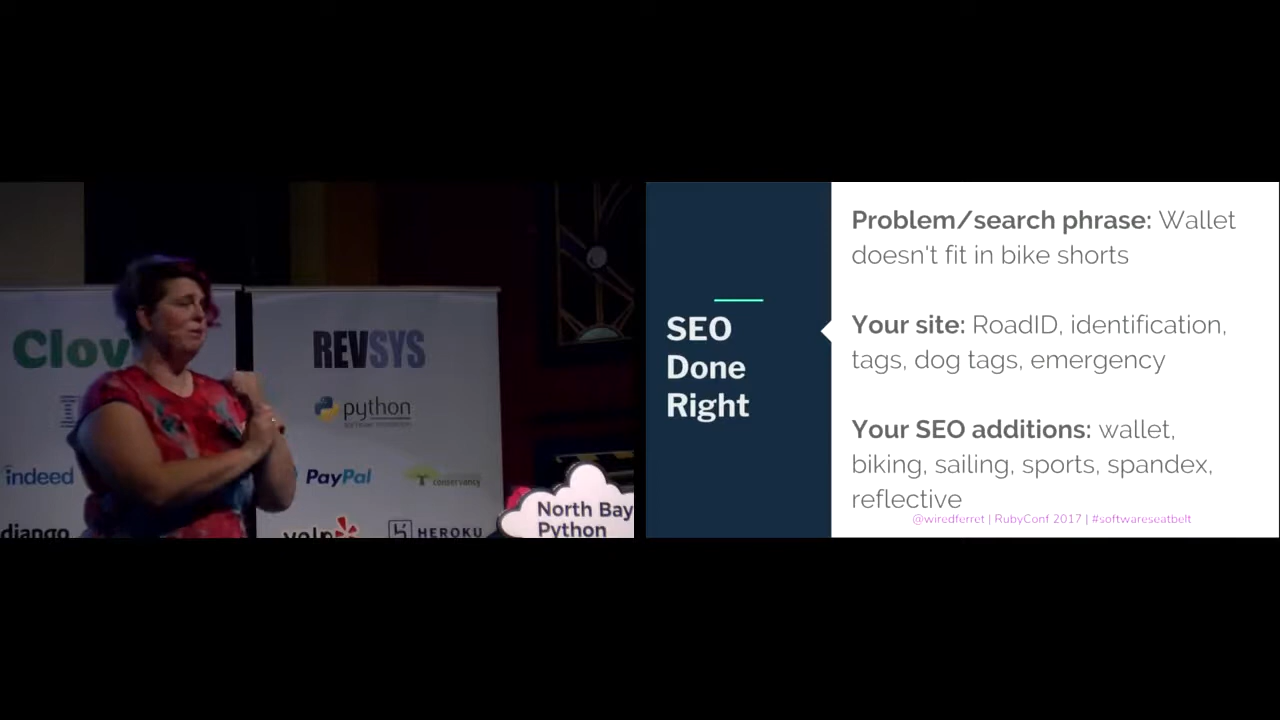 Clov
REVSYS
python
indeed
PayPal
conservancy
django
yelp
HEROKU
North Bay
Python
SEO
Done
Right
Problem/search phrase: Wallet
doesn't fit in bike shorts
Your site: RoadID, identification,
tags, dog tags, emergency
Your SEO additions: wallet,
biking, sailing, sports, spandex,
reflective
@wiredferret | RubyConf 2017 | #softwareseatbelt